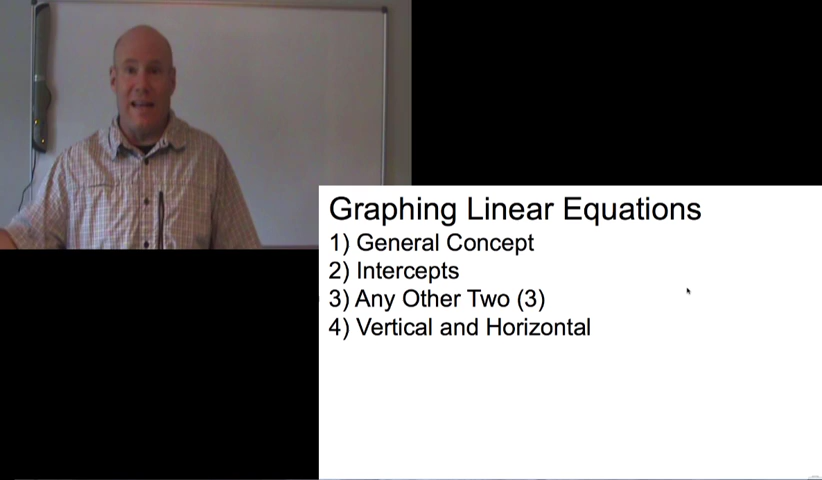 Graphing Linear Equations
1) General Concept
2) Intercepts
3) Any Other Two (3)
4) Vertical and Horizontal